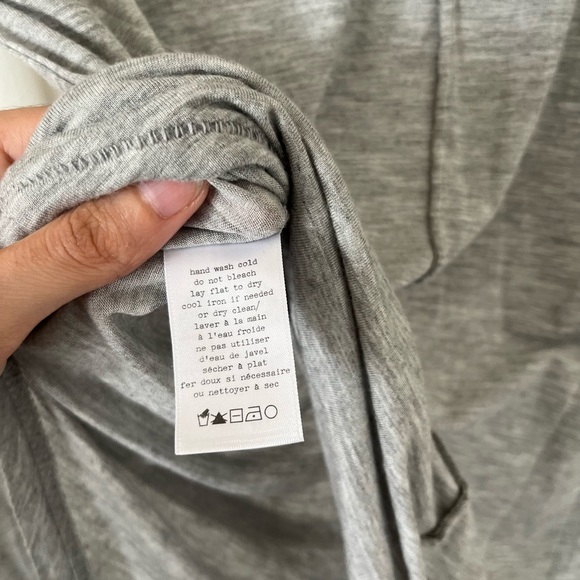 hand wash cold
do not bleach
lay flat to dry
cool iron if needed
or dry clean/
laver à la main
à l'eau froide
ne pas utiliser
d'eau de javel
sécher à plat
fer doux si nécessaire
ou nettoyer à sec